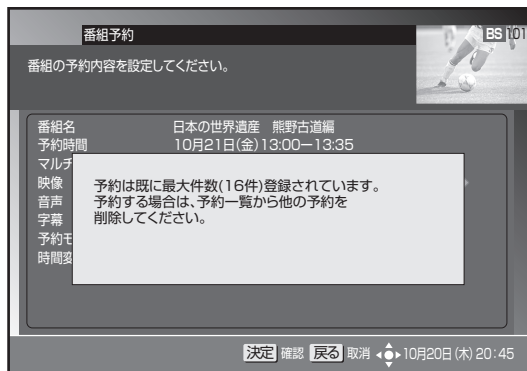 番組予約
BS 101
番組の予約内容を設定してください。
番組名 日本の世界遺産 熊野古道編
予約時間 10月21日(金)13:00ー13:35
マルチ
映像
音声
字幕
予約モ
時間変
予約は既に最大件数(16件)登録されています。
予約する場合は、予約一覧から他の予約を
削除してください。
決定 確認 戻る 取消 10月20日(木)20:45